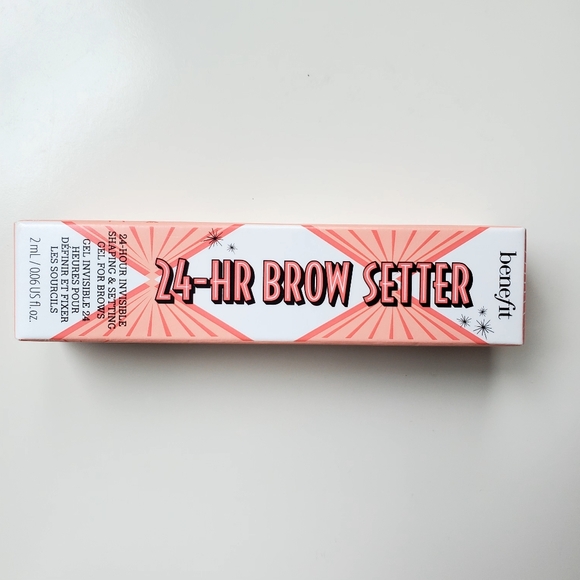 benefit
24-HR BROW SETTER
24-HOUR INVISIBLE
SHAPING & SETTING
GEL FOR BROWS
GEL INVISIBLE 24
HEURES POUR
DÉFINIR ET FIXER
LES SOURCILS
2 mL / 0.06 US fl. oz.